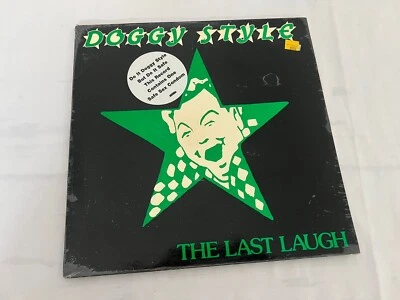 DOGGY STYLE
Do It Doggy Style
But Do It Safe
This Record
Contains One
Safe Sex Condom
THE LAST LAUGH